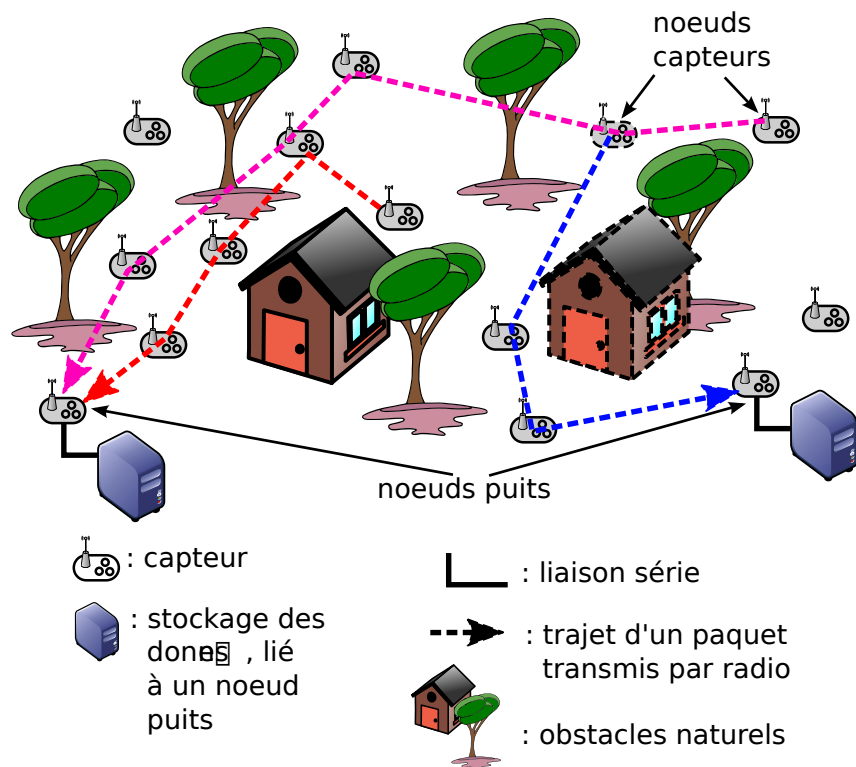 noeuds
capteurs
noeuds puits
: capteur
: stockage des
, lié
à un noeud
puits
: liaison série
: trajet d'un paquet
transmis par radio
: obstacles naturels